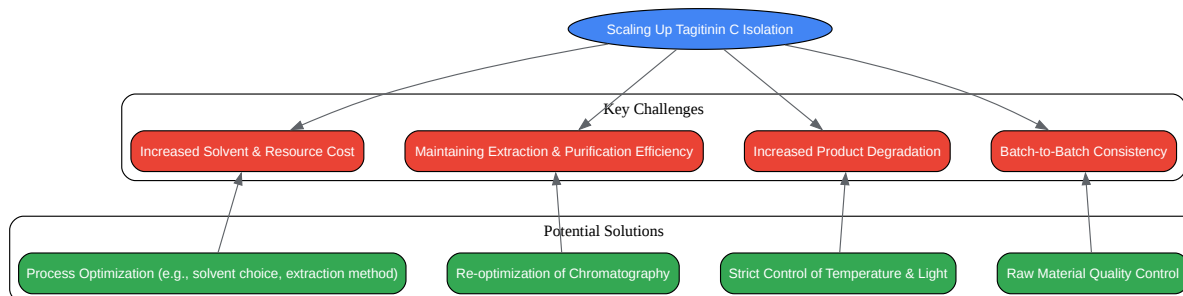 Scaling Up Tagitinin C Isolation
Key Challenges
Increased Solvent & Resource Cost
Maintaining Extraction & Purification Efficiency
Increased Product Degradation
Batch-to-Batch Consistency
Potential Solutions
Process Optimization (e.g., solvent choice, extraction method)
Re-optimization of Chromatography
Strict Control of Temperature & Light
Raw Material Quality Control